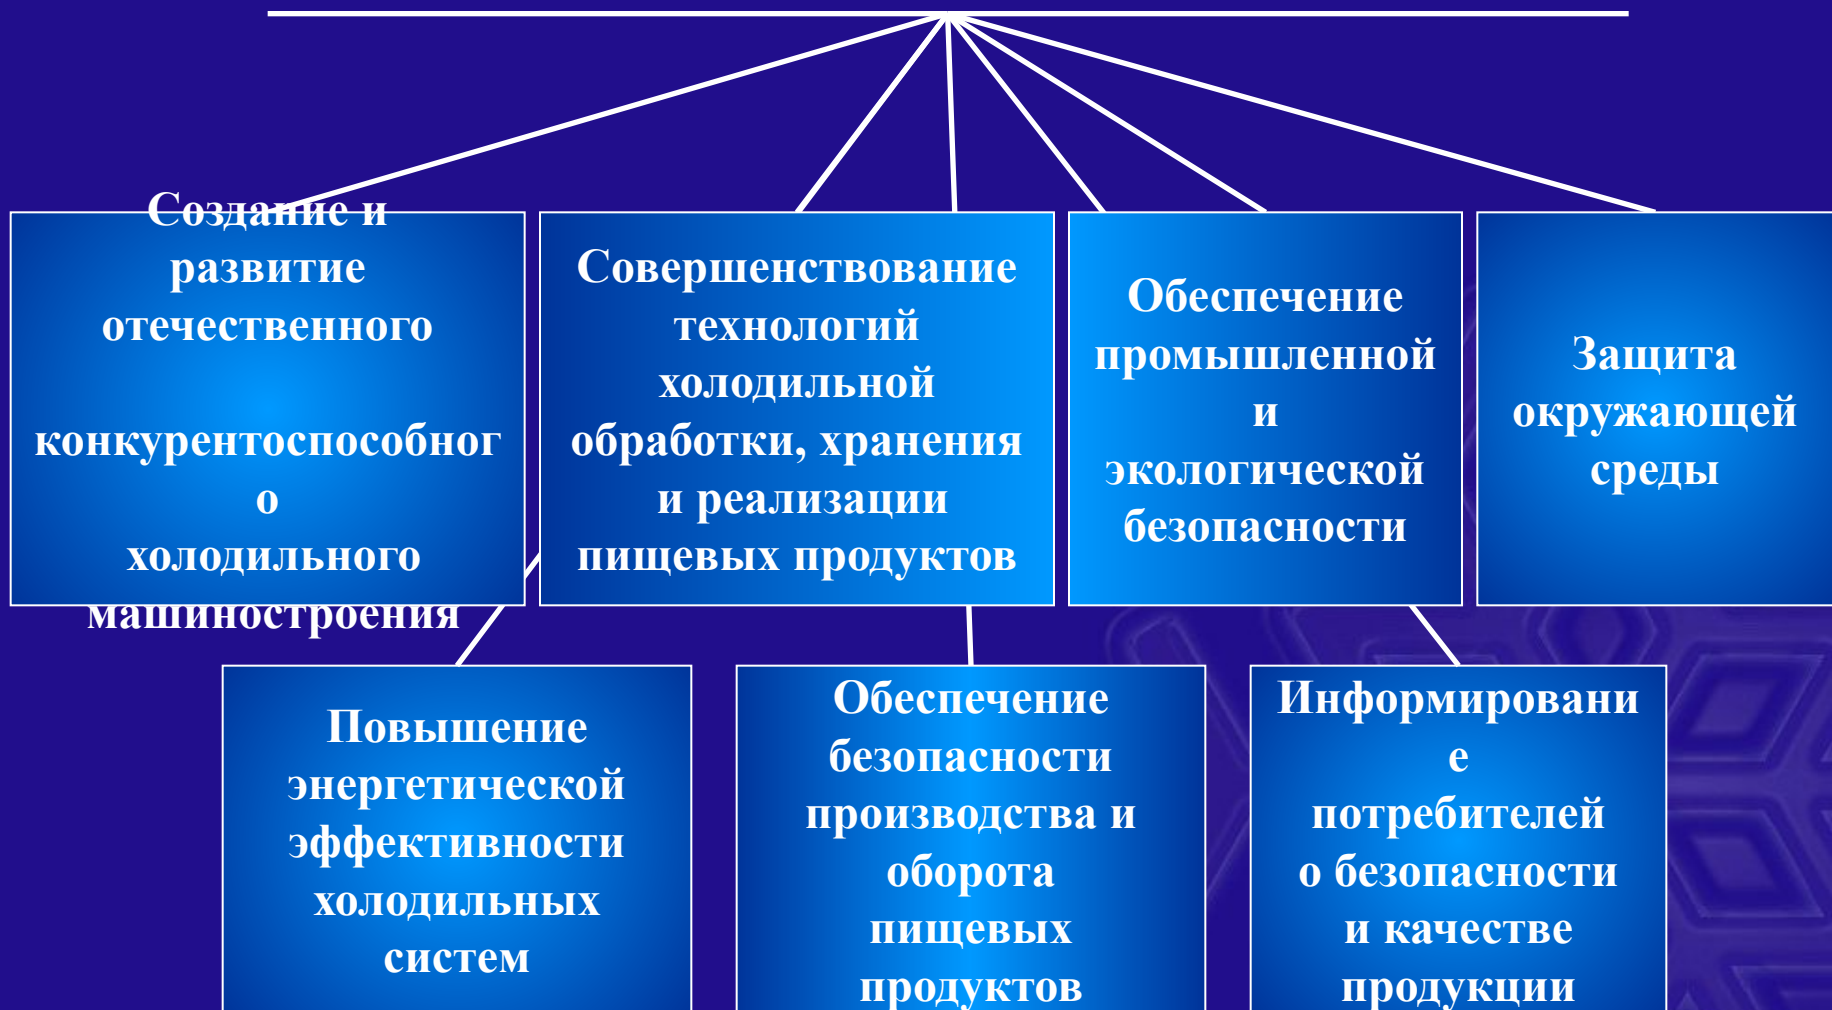 Создание и
развитие
отечественного
конкурентоспособног
о
холодильного
машиностроения
Совершенствование
технологий
холодильной
обработки, хранения
и реализации
пищевых продуктов
Обеспечение
промышленной
и
экологической
безопасности
Защита
окружающей
среды
Повышение
энергетической
эффективности
холодильных
систем
Обеспечение
безопасности
производства и
оборота
пищевых
продуктов
Информировани
е
потребителей
о безопасности
и качестве
продукции